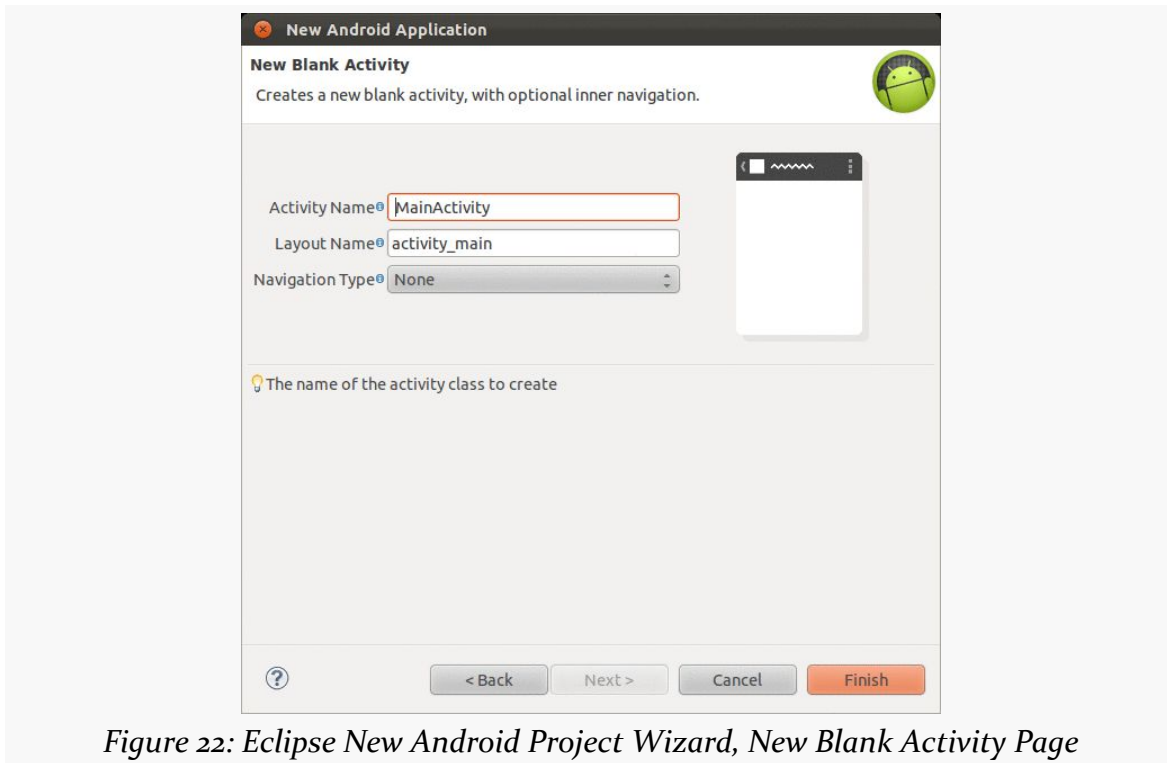 New Android Application
New Blank Activity
Creates a new blank activity, with optional inner navigation.
Activity Name MainActivity
Layout Name activity_main
Navigation Type None
The name of the activity class to create
< Back Next > Cancel Finish
Figure 22: Eclipse New Android Project Wizard, New Blank Activity Page